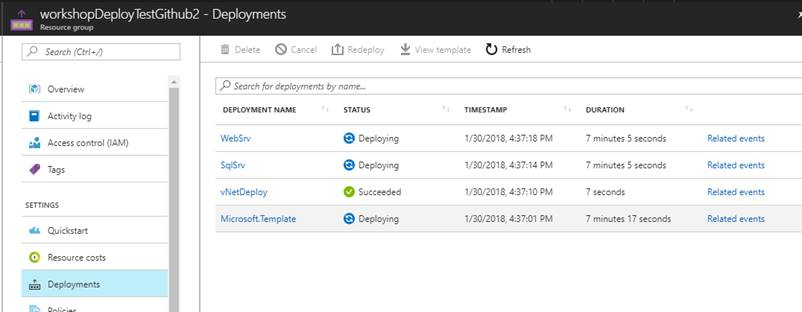 workshopDeployTestGithub2 - Deployments
Resource group
Search (Ctrl+/)
Overview
Activity log
Access control (IAM)
Tags
SETTINGS
Quickstart
Resource costs
Deployments
Policies
Delete Cancel Redeploy View template Refresh
Search for deployments by name...
DEPLOYMENT NAME STATUS TIMESTAMP DURATION
WebSrv Deploying 1/30/2018, 4:37:18 PM 7 minutes 5 seconds Related events
SqlSrv Deploying 1/30/2018, 4:37:14 PM 7 minutes 5 seconds Related events
vNetDeploy Succeeded 1/30/2018, 4:37:10 PM 7 seconds Related events
Microsoft.Template Deploying 1/30/2018, 4:37:01 PM 7 minutes 17 seconds Related events